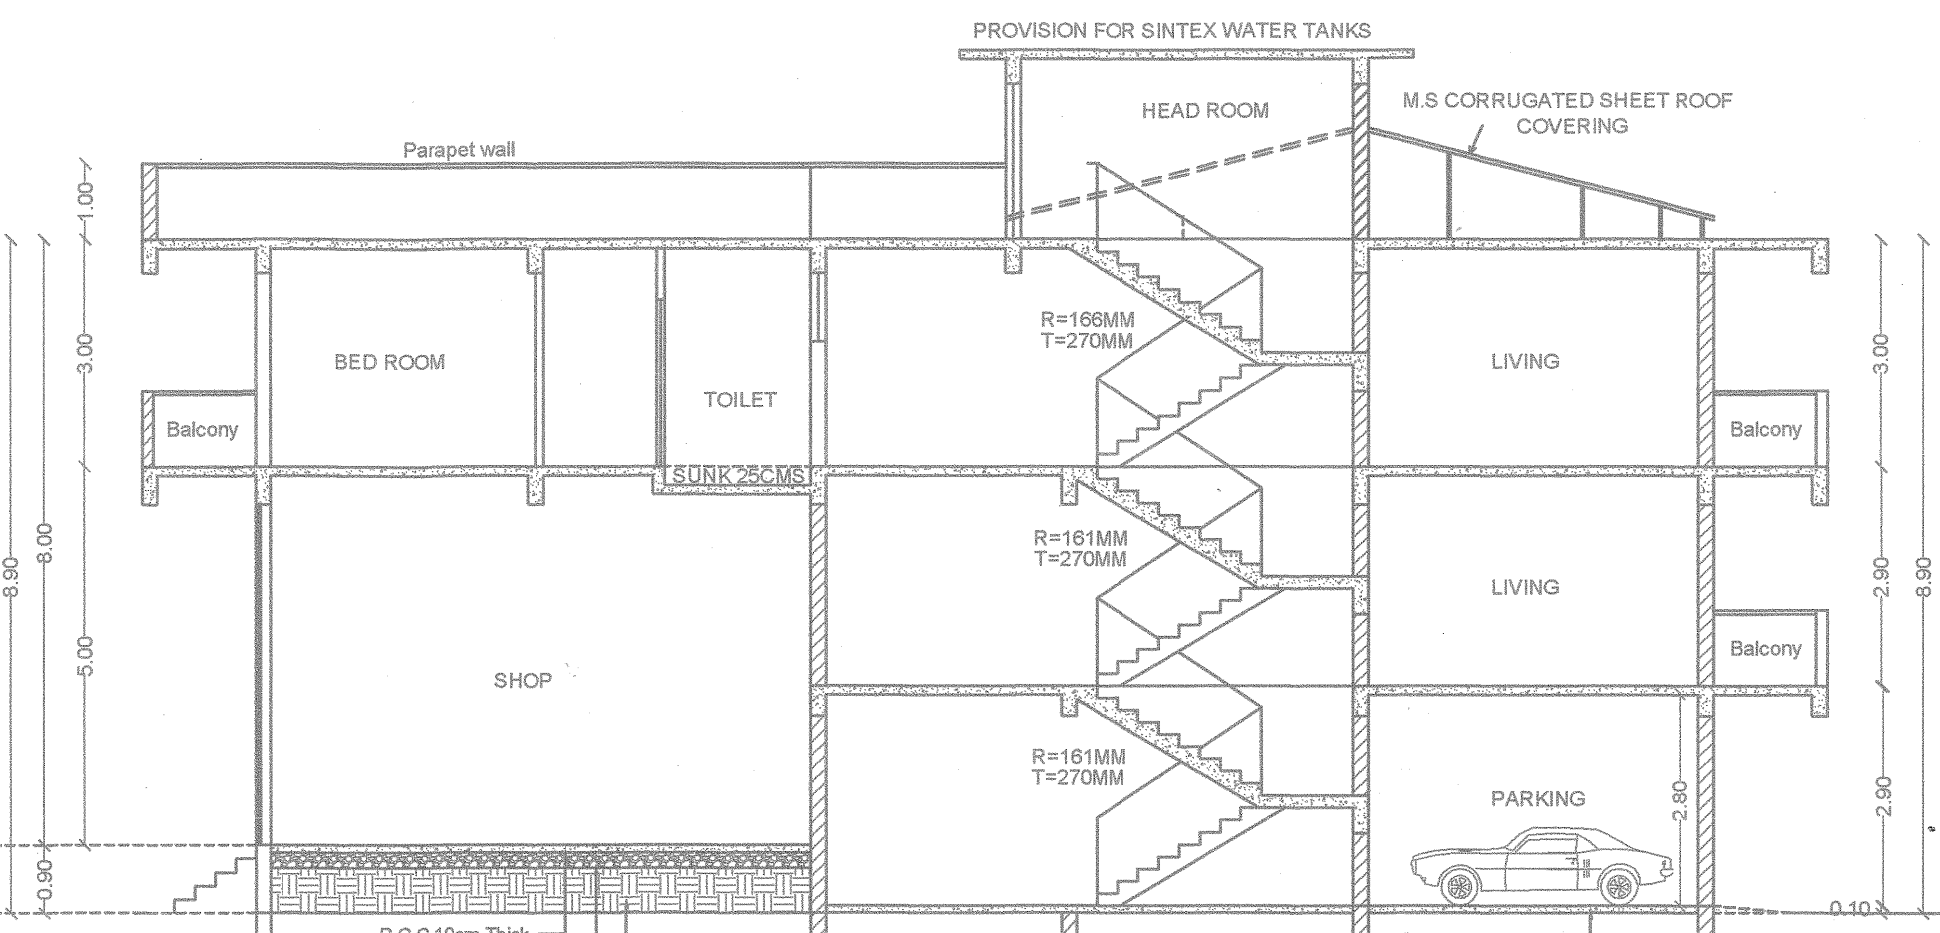 PROVISION FOR SINTEX WATER TANKS
HEAD ROOM
M.S CORRUGATED SHEET ROOF
COVERING
Parapet wall
1.00
R=166MM
T=270MM
3.00
BED ROOM
LIVING
3.00
TOILET
Balcony
Balcony
SUNK 25CMS
8.90
8.00
R=161MM
T=270MM
LIVING
2.90
8.90
5.00
SHOP
Balcony
R=161MM
T=270MM
PARKING
2.80
2.90
0.90
0.10